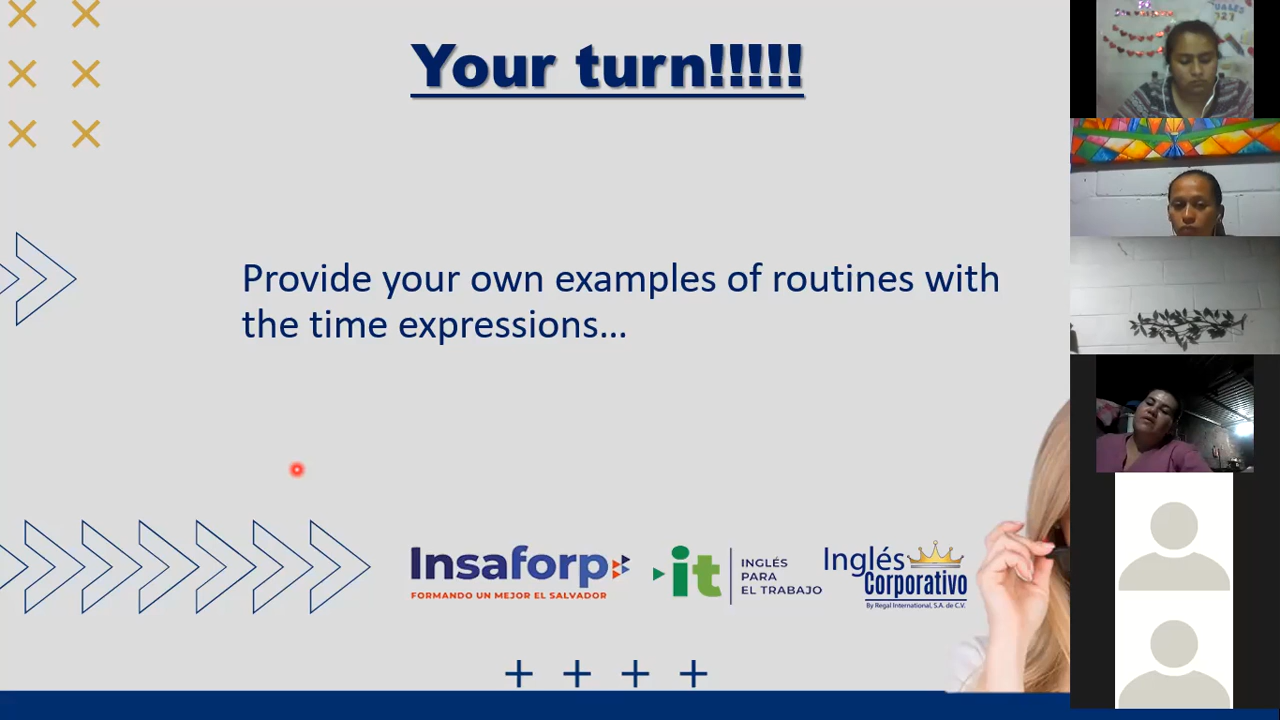 Your turn!!!!!
Provide your own examples of routines with
the time expressions...
Insaforp
FORMANDO UN MEJOR EL SALVADOR
it
INGLÉS
PARA
EL TRABAJO
Inglés
Corporativo
By Regal International, S.A. de C.V.